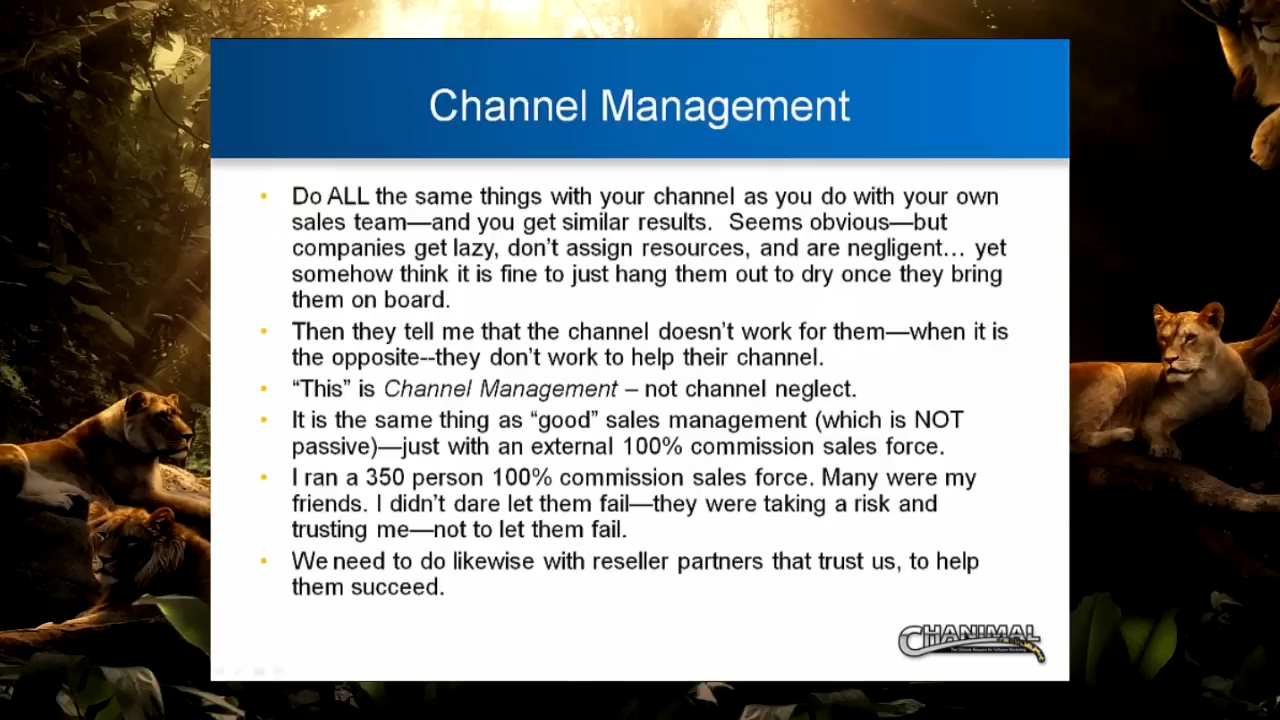 Channel Management
• Do ALL the same things with your channel as you do with your own
sales team—and you get similar results.  Seems obvious—but
companies get lazy, don't assign resources, and are negligent… yet
somehow think it is fine to just hang them out to dry once they bring
them on board.
• Then they tell me that the channel doesn't work for them—when it is
the opposite--they don't work to help their channel.
• “This” is Channel Management – not channel neglect.
• It is the same thing as “good” sales management (which is NOT
passive)—just with an external 100% commission sales force.
• I ran a 350 person 100% commission sales force. Many were my
friends. I didn't dare let them fail—they were taking a risk and
trusting me—not to let them fail.
• We need to do likewise with reseller partners that trust us, to help
them succeed.
CHANIMAL
The Ultimate Resource for Software Marketing